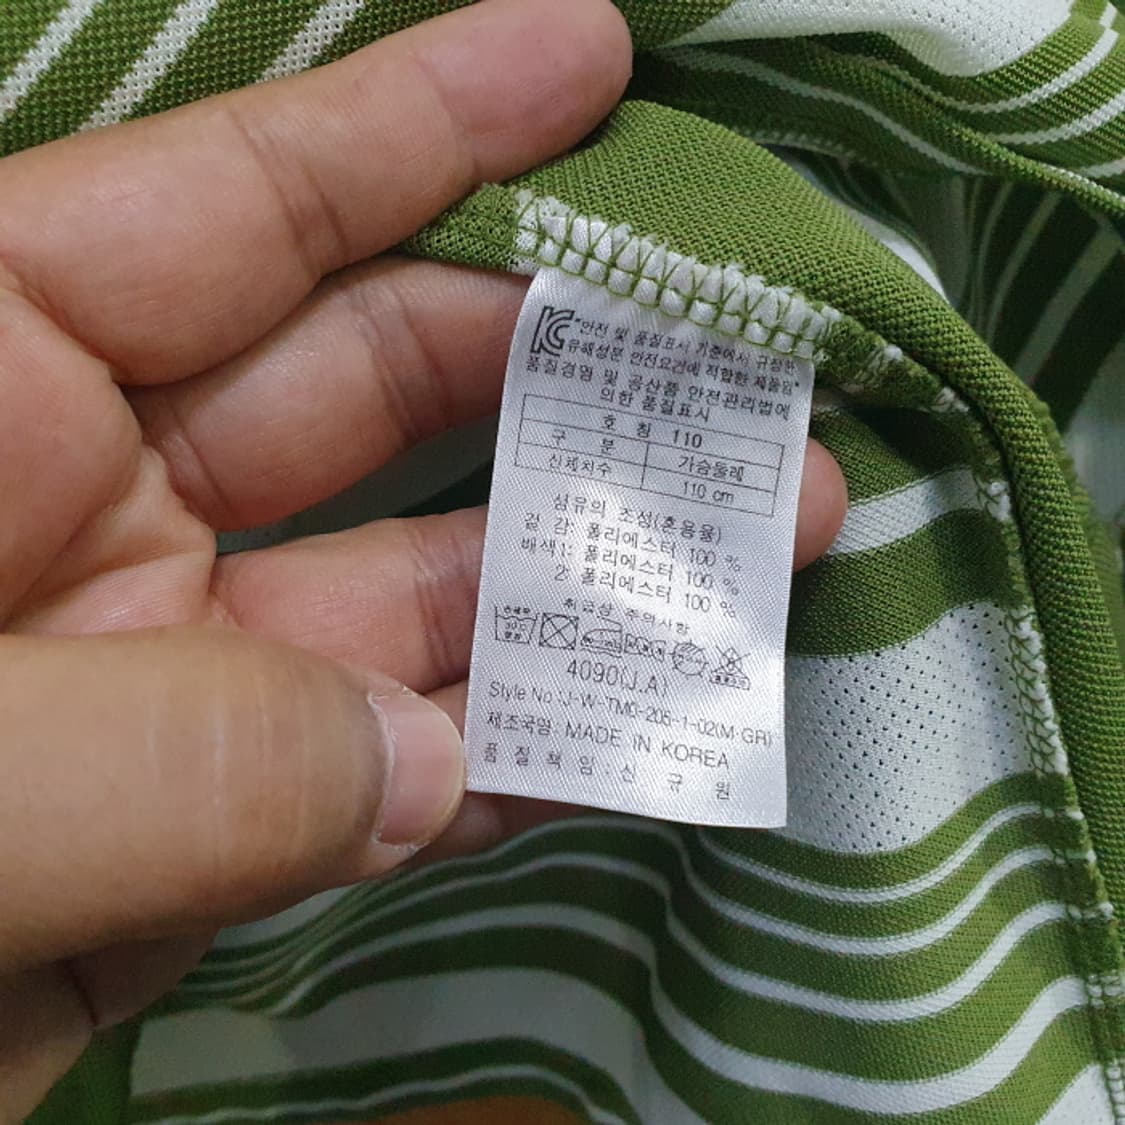 KC "안전 및 품질표시 기준에서 규정한
유해성분 안전요건에 적합한 제품임"
품질경영 및 공산품 안전관리법에
의한 품질표시
호 칭 110
구 분 가슴둘레
신체치수 110 cm
섬유의 조성(혼용율)
겉 감: 폴리에스터 100 %
배색1: 폴리에스터 100 %
2: 폴리에스터 100 %
취급상 주의사항
4090(J.A)
Style No :J-W-TM0-205-1-02(M·GR)
제조국명: MADE IN KOREA
품 질 책 임 : 신 규 원